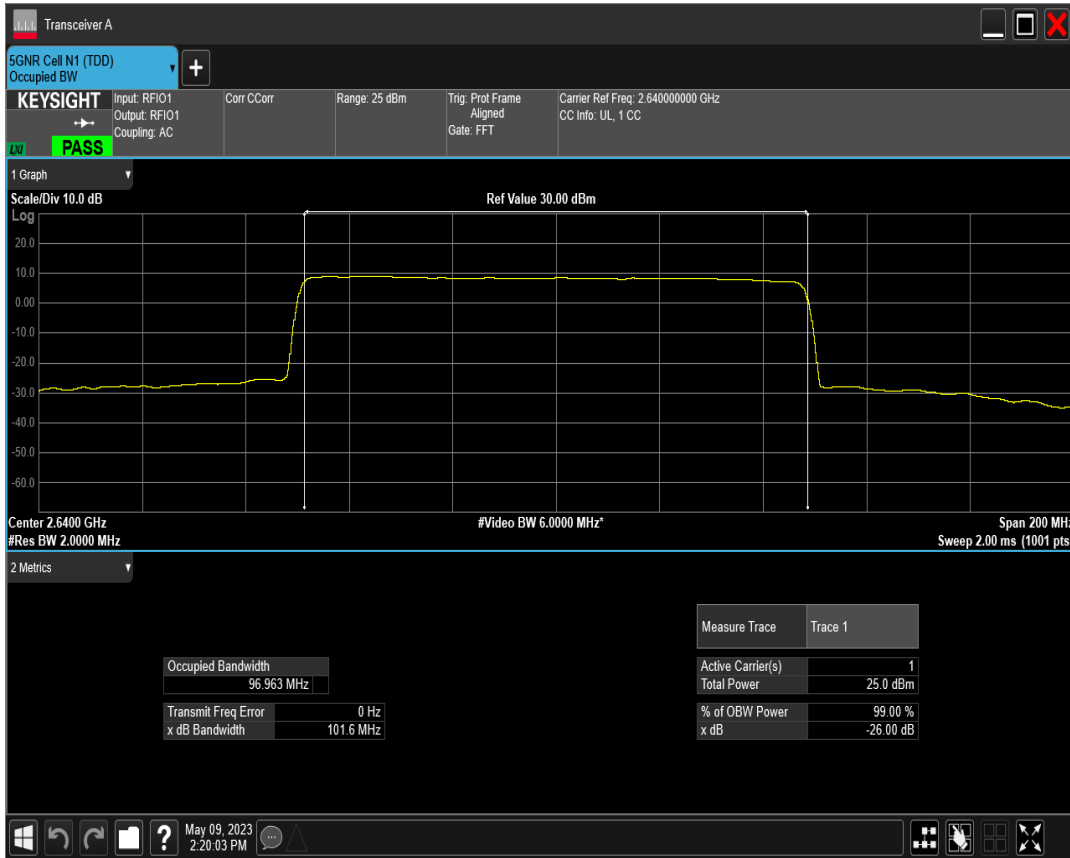 Transceiver A
5GNR Cell N1 (TDD)
Occupied BW
+
KEYSIGHT
LXI
PASS
Input: RFIO1
Output: RFIO1
Coupling: AC
Corr CCorr
Range: 25 dBm
Trig: Prot Frame
Aligned
Gate: FFT
Carrier Ref Freq: 2.640000000 GHz
CC Info: UL, 1 CC
1 Graph
Scale/Div 10.0 dB
Ref Value 30.00 dBm
Log
20.0
10.0
0.00
-10.0
-20.0
-30.0
-40.0
-50.0
-60.0
Center 2.6400 GHz
#Video BW 6.0000 MHz*
Span 200 MHz
#Res BW 2.0000 MHz
Sweep 2.00 ms (1001 pts
2 Metrics
Measure Trace Trace 1
Occupied Bandwidth
96.963 MHz
Active Carrier(s) 1
Total Power 25.0 dBm
Transmit Freq Error 0 Hz
x dB Bandwidth 101.6 MHz
% of OBW Power 99.00 %
x dB -26.00 dB
?
May 09, 2023
2:20:03 PM